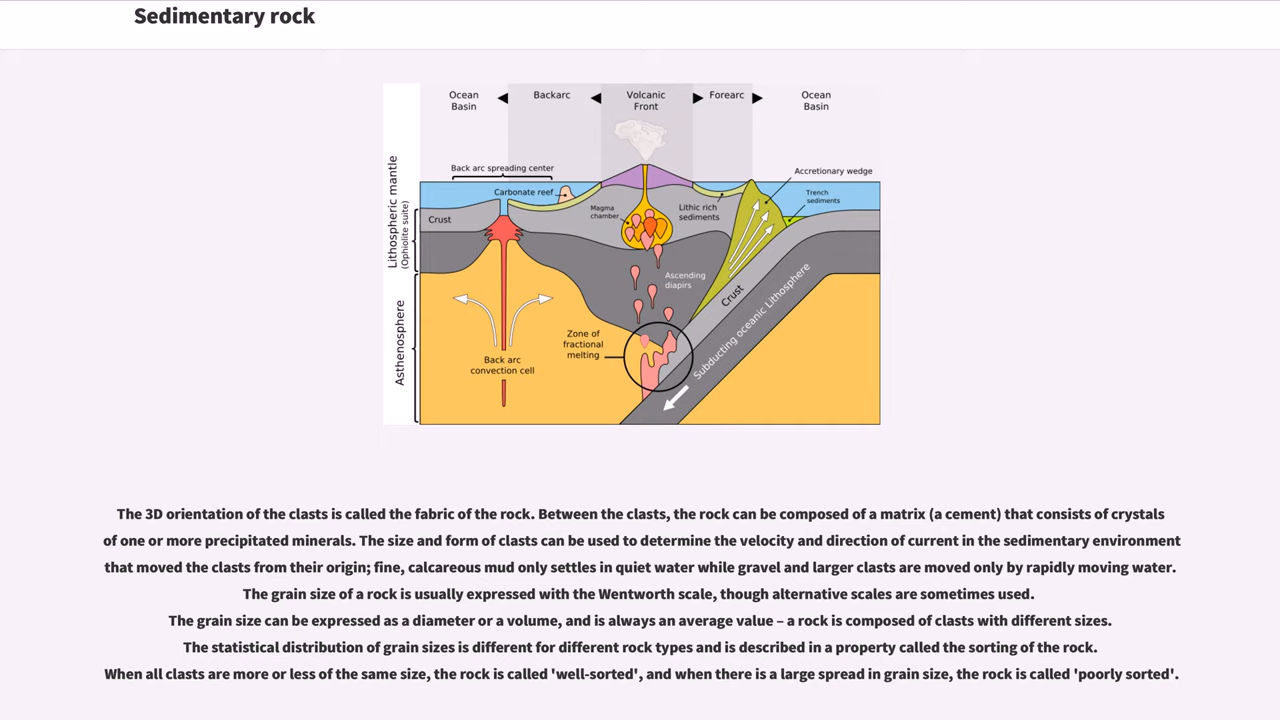 Sedimentary rock
Ocean
Basin
Backarc
Volcanic
Front
Forearc
Ocean
Basin
Back arc spreading center
Carbonate reef
Accretionary wedge
Trench
sediments
Lithospheric mantle
(Ophiolite suite)
Crust
Magma
chamber
Lithic rich
sediments
Ascending
diapirs
Crust
Subducting oceanic Lithosphere
Asthenosphere
Zone of
fractional
melting
Back arc
convection cell
The 3D orientation of the clasts is called the fabric of the rock. Between the clasts, the rock can be composed of a matrix (a cement) that consists of crystals
of one or more precipitated minerals. The size and form of clasts can be used to determine the velocity and direction of current in the sedimentary environment
that moved the clasts from their origin; fine, calcareous mud only settles in quiet water while gravel and larger clasts are moved only by rapidly moving water.
The grain size of a rock is usually expressed with the Wentworth scale, though alternative scales are sometimes used.
The grain size can be expressed as a diameter or a volume, and is always an average value – a rock is composed of clasts with different sizes.
The statistical distribution of grain sizes is different for different rock types and is described in a property called the sorting of the rock.
When all clasts are more or less of the same size, the rock is called 'well-sorted', and when there is a large spread in grain size, the rock is called 'poorly sorted'.